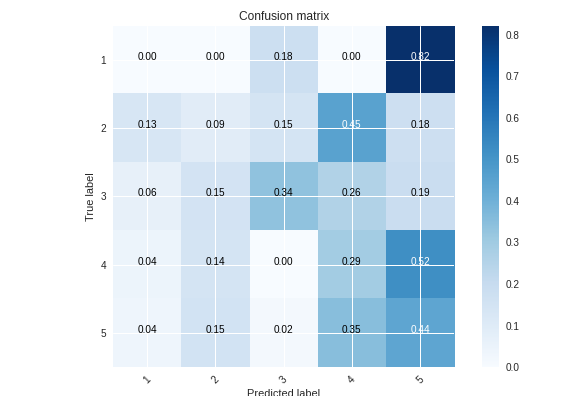 Confusion matrix
1 0.00 0.00 0.18 0.00 0.82
2 0.13 0.09 0.15 0.45 0.18
3 0.06 0.15 0.34 0.26 0.19
4 0.04 0.14 0.00 0.29 0.52
5 0.04 0.15 0.02 0.35 0.44
1 2 3 4 5
Predicted label
True label
0.8
0.7
0.6
0.5
0.4
0.3
0.2
0.1
0.0